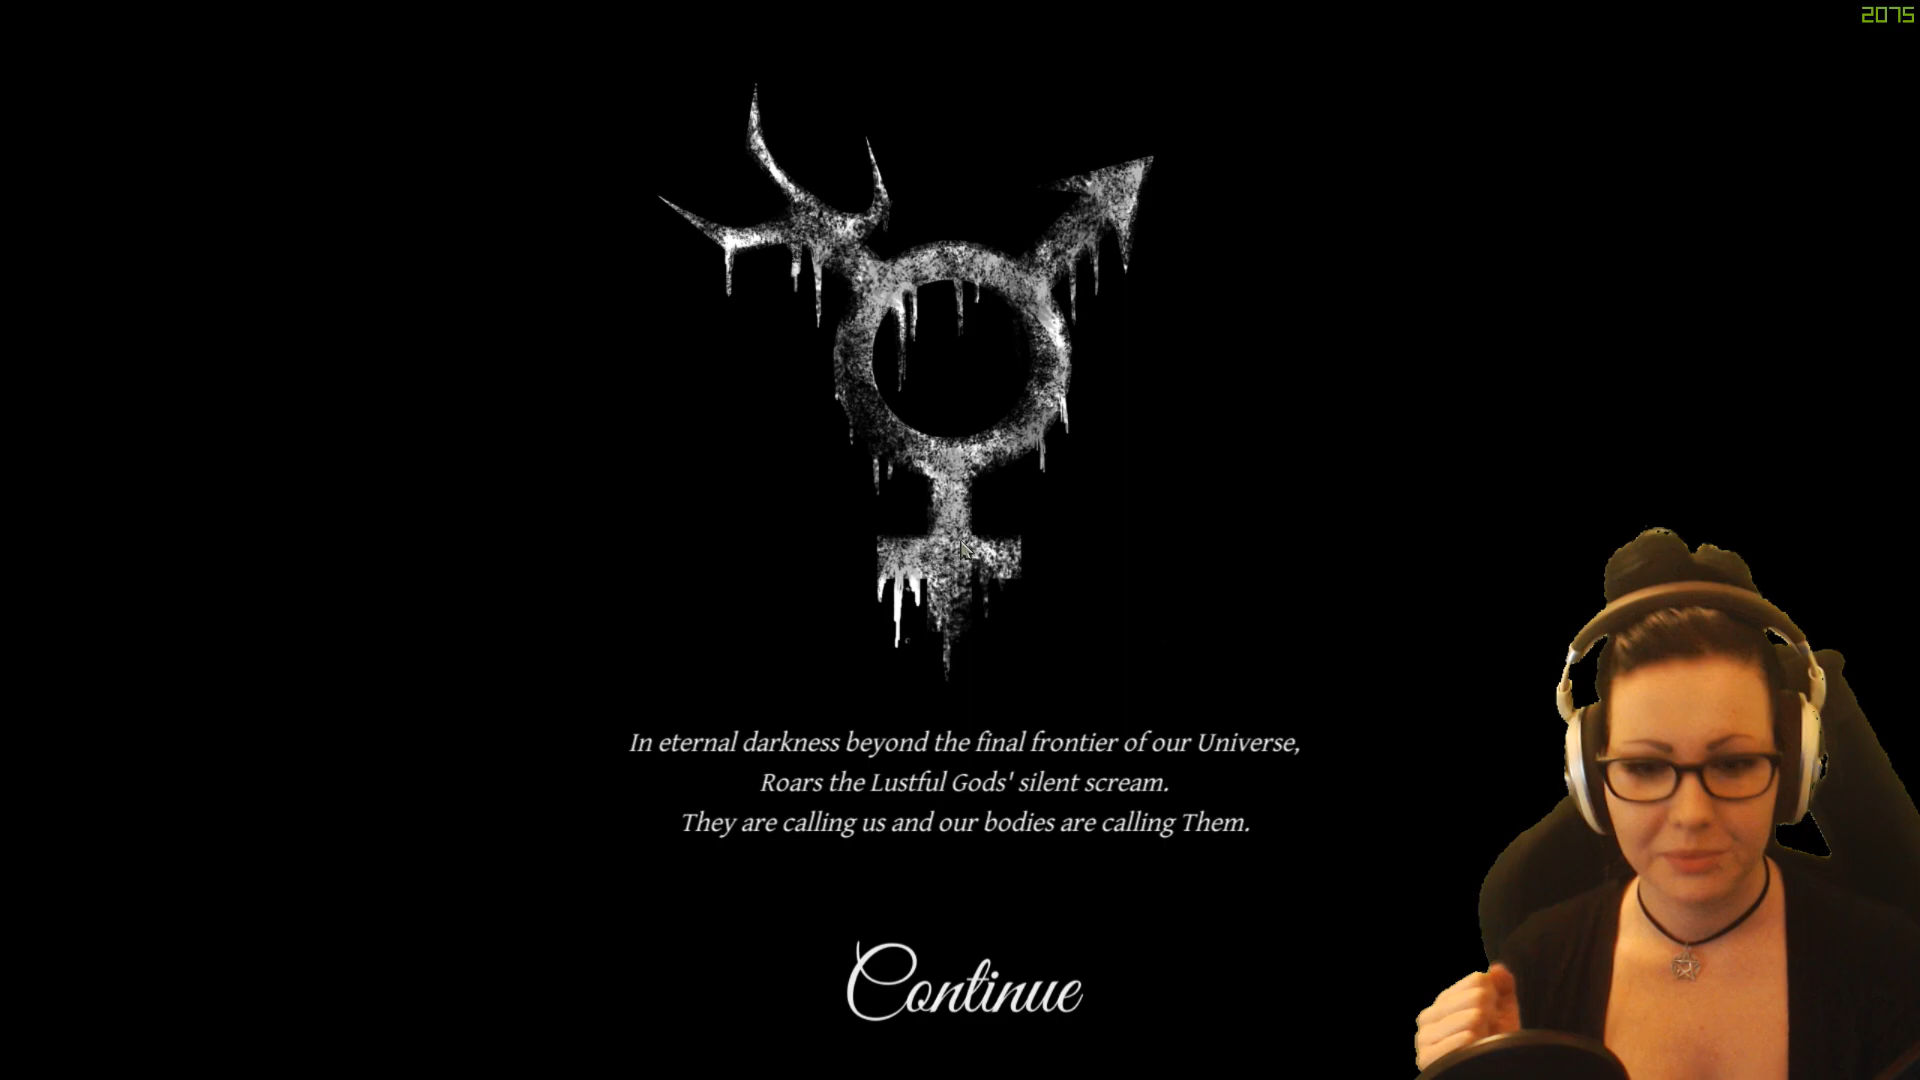 2075
In eternal darkness beyond the final frontier of our Universe,
Roars the Lustful Gods' silent scream.
They are calling us and our bodies are calling Them.
Continue